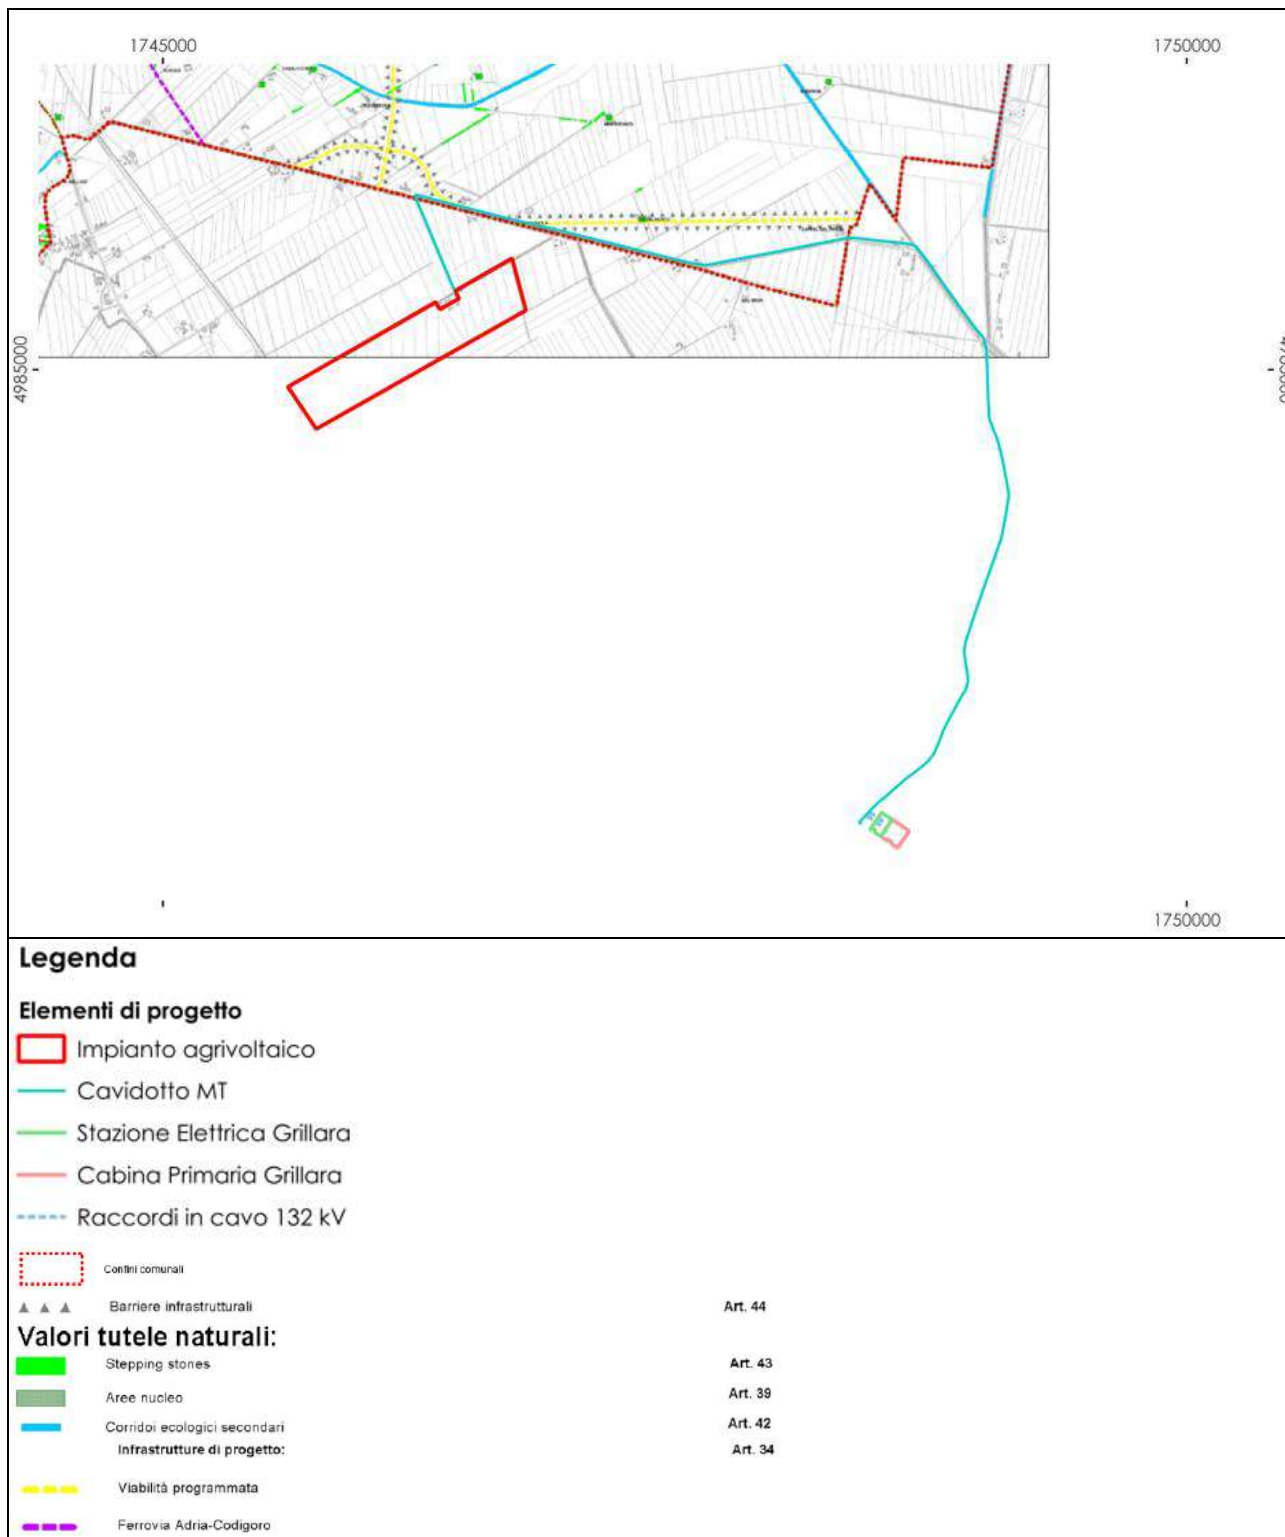 1745000
1750000
4985000
4985000
1750000
Legenda
Elementi di progetto
Impianto agrivoltaico
Cavidotto MT
Stazione Elettrica Grillara
Cabina Primaria Grillara
Raccordi in cavo 132 kV
Confini comunali
Barriere infrastrutturali Art. 44
Valori tutele naturali:
Stepping stones Art. 43
Aree nucleo Art. 39
Corridoi ecologici secondari Art. 42
Infrastrutture di progetto: Art. 34
Viabilità programmata
Ferrovia Adria-Codigoro